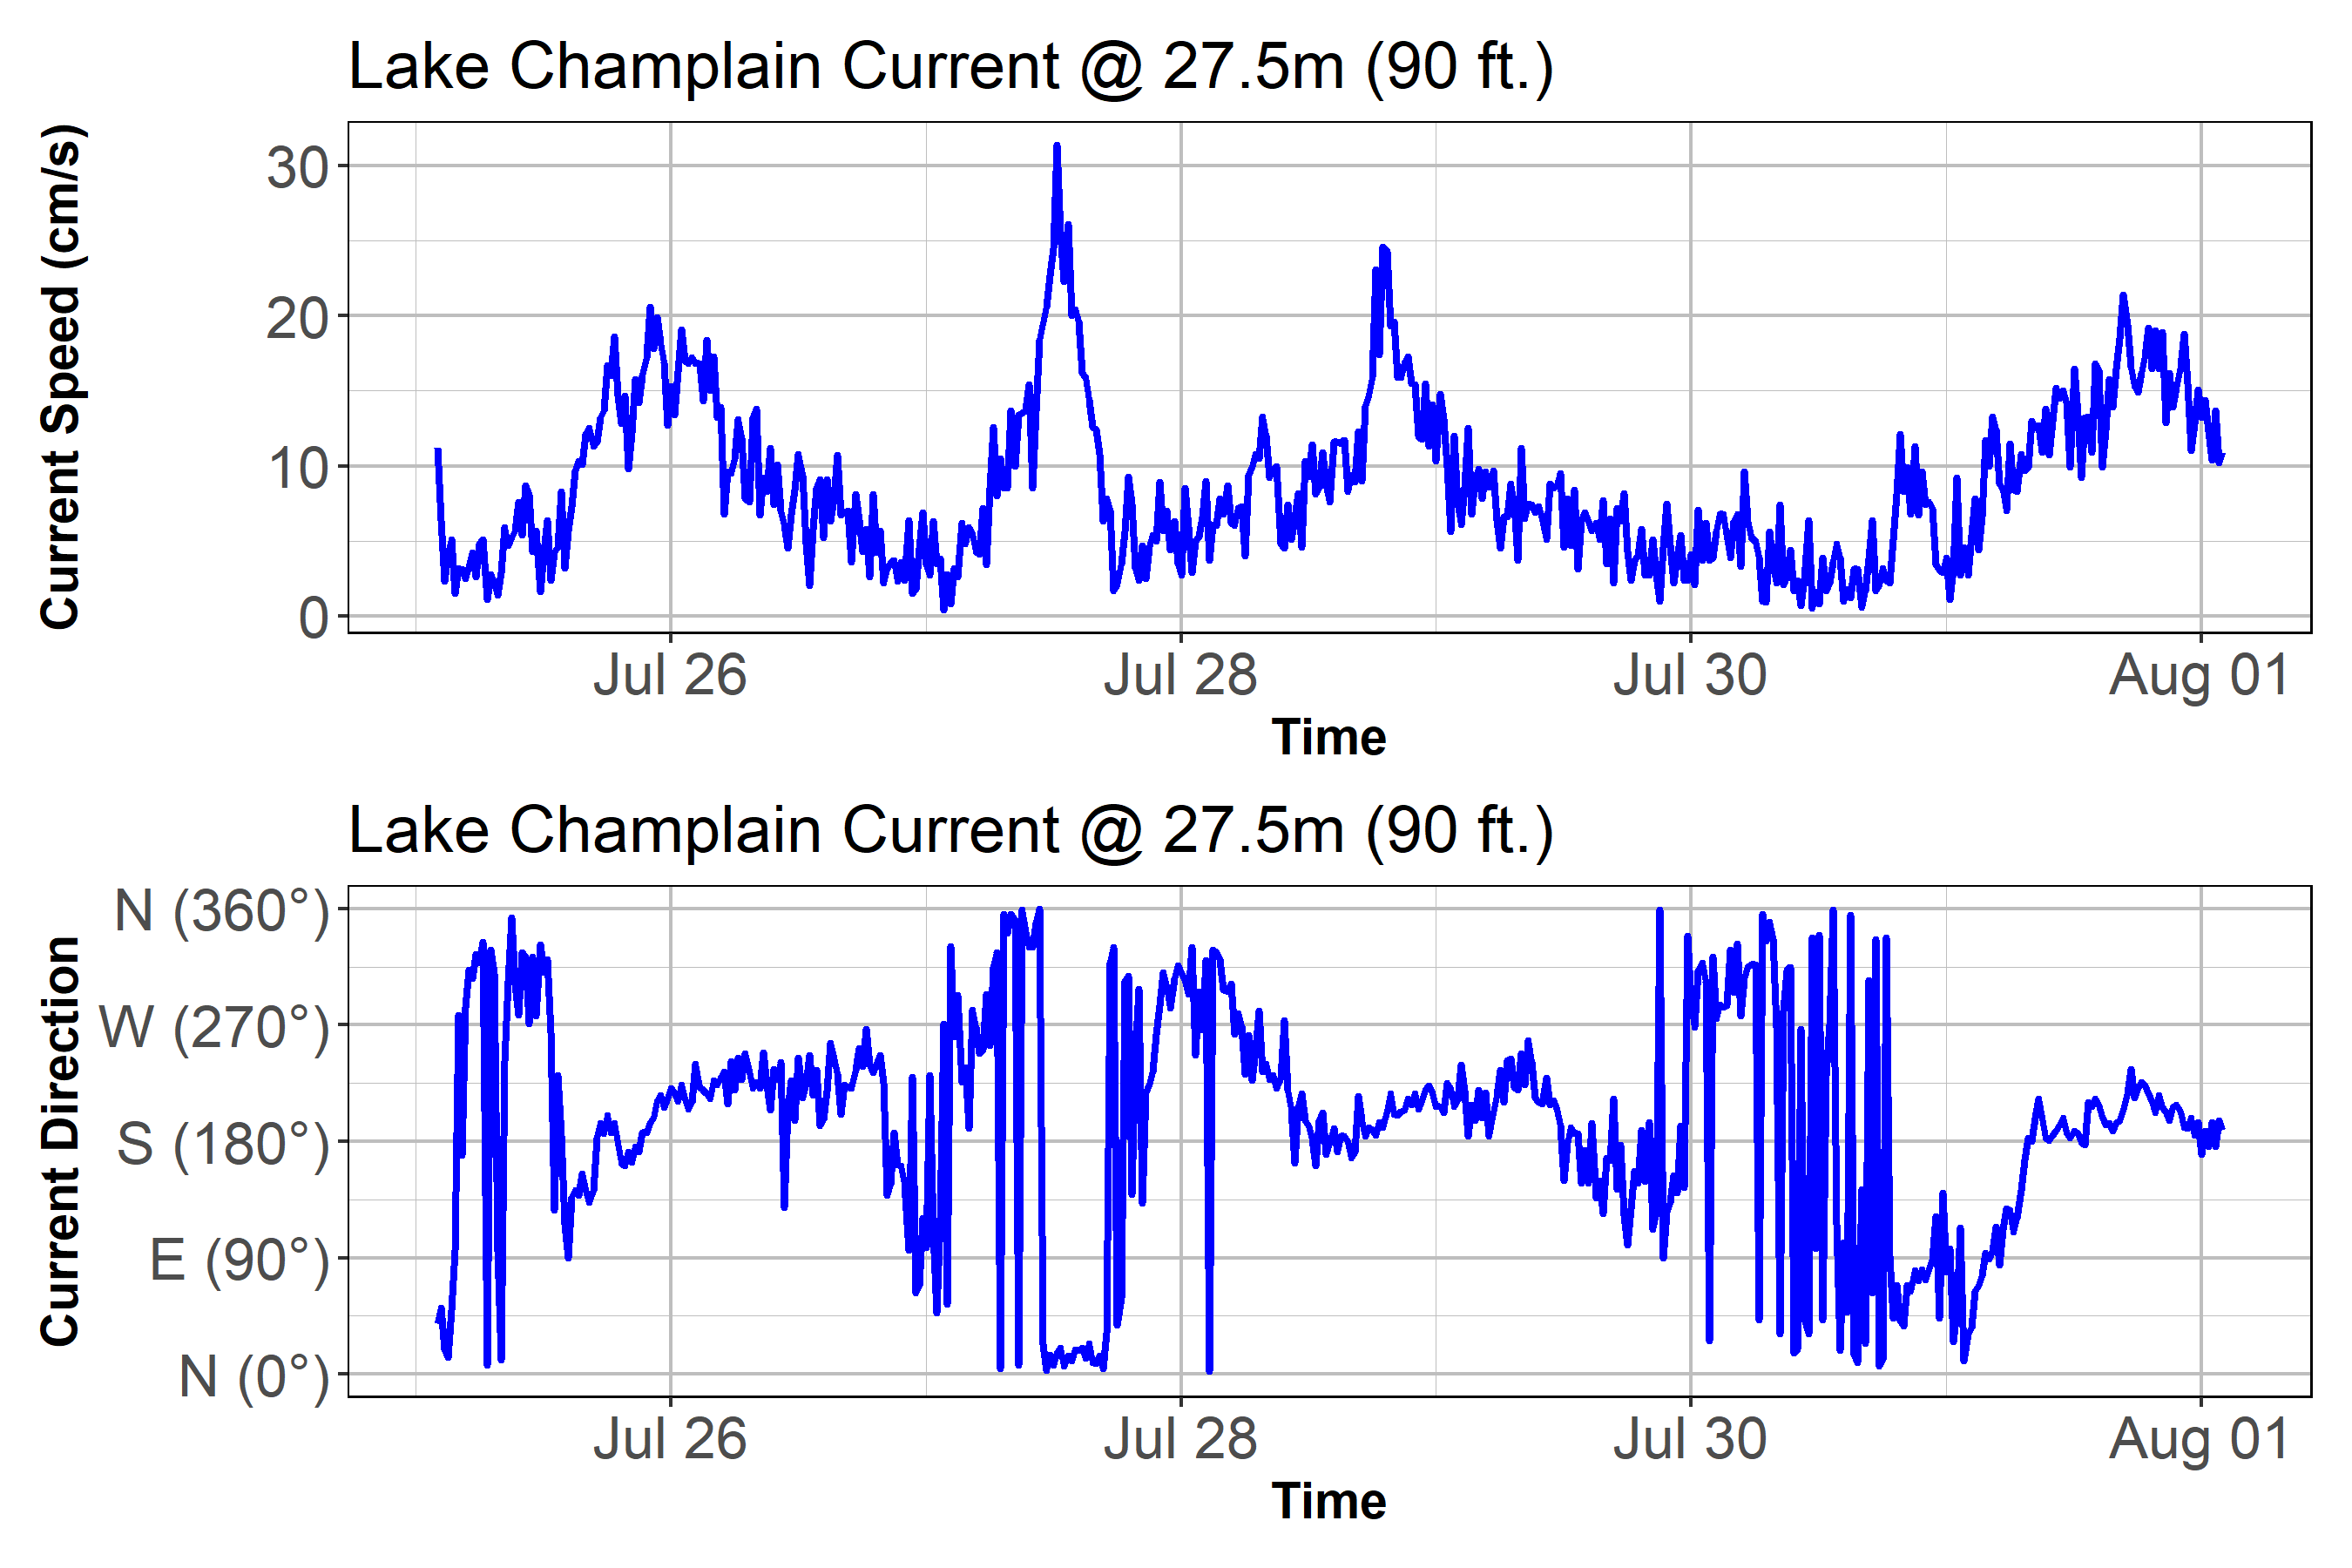 Lake Champlain Current @ 27.5m (90 ft.)
Current Speed (cm/s)
30
20
10
0
Jul 26 Jul 28 Jul 30 Aug 01
Time
Lake Champlain Current @ 27.5m (90 ft.)
Current Direction
N (360°)
W (270°)
S (180°)
E (90°)
N (0°)
Jul 26 Jul 28 Jul 30 Aug 01
Time